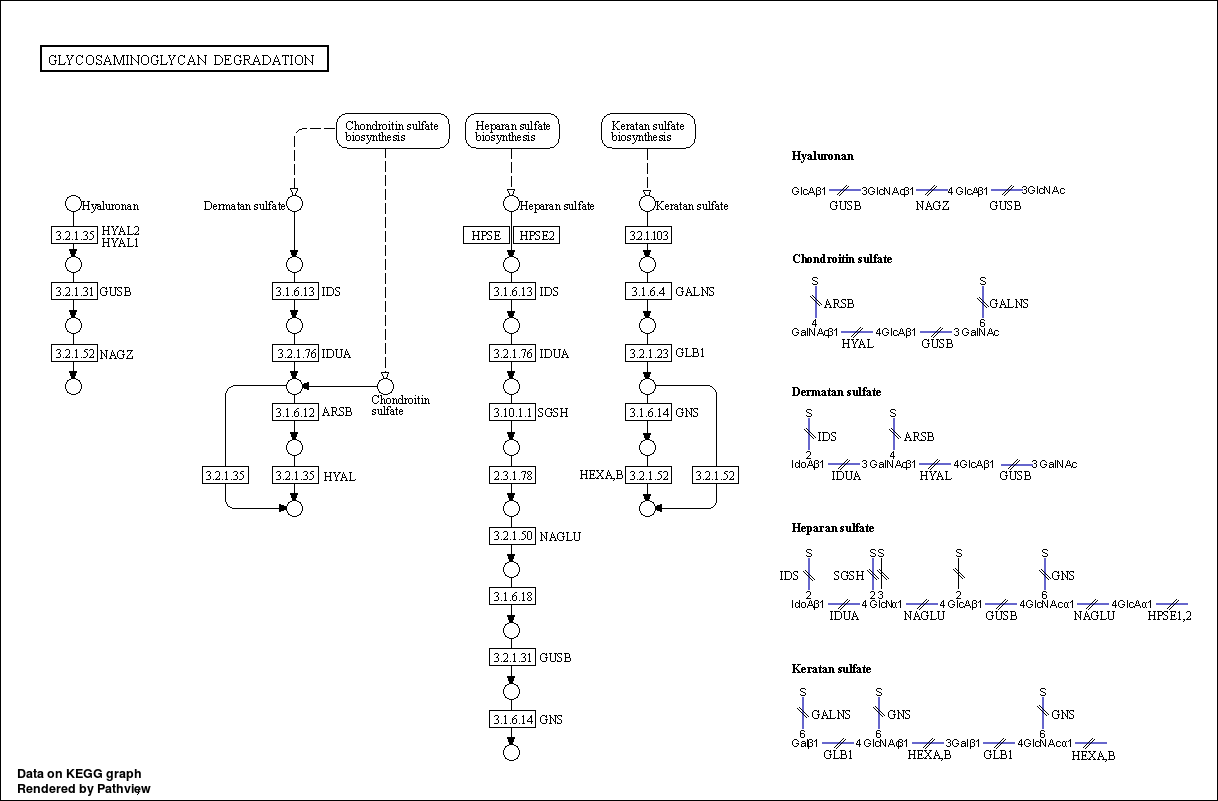 GLYCOSAMINOGLYCAN DEGRADATION
Chondroitin sulfate
biosynthesis
Heparan sulfate
biosynthesis
Keratan sulfate
biosynthesis
Hyaluronan
3.2.1.35
HYAL2
HYAL1
3.2.1.31
GUSB
3.2.1.52
NAGZ
Dermatan sulfate
3.1.6.13
IDS
3.2.1.76
IDUA
Chondroitin
sulfate
3.1.6.12
ARSB
3.2.1.35
3.2.1.35
HYAL
Heparan sulfate
HPSE
HPSE2
3.1.6.13
IDS
3.2.1.76
IDUA
3.10.1.1
SGSH
2.3.1.78
3.2.1.50
NAGLU
3.1.6.18
3.2.1.31
GUSB
3.1.6.14
GNS
Keratan sulfate
3.2.1.103
3.1.6.4
GALNS
3.2.1.23
GLB1
3.1.6.14
GNS
HEXA,B
3.2.1.52
3.2.1.52
Hyaluronan
GlcAβ1 3GlcNAcβ1 4 GlcAβ1 3GlcNAc
GUSB NAGZ GUSB
Chondroitin sulfate
S S
ARSB GALNS
4 6
GalNAcβ1 4GlcAβ1 3 GalNAc
HYAL GUSB
Dermatan sulfate
S S
IDS ARSB
2 4
IdoAβ1 3 GalNAcβ1 4GlcAβ1 3 GalNAc
IDUA HYAL GUSB
Heparan sulfate
S S S S S
IDS SGSH GNS
2 2 3 2 6
IdoAβ1 4 GlcNα1 4 GlcAβ1 4GlcNAcα1 4GlcAα1
IDUA NAGLU GUSB NAGLU HPSE1,2
Keratan sulfate
S S S
GALNS GNS GNS
6 6 6
Galβ1 4 GlcNAcβ1 3Galβ1 4GlcNAcα1
GLB1 HEXA,B GLB1 HEXA,B
Data on KEGG graph
Rendered by Pathview